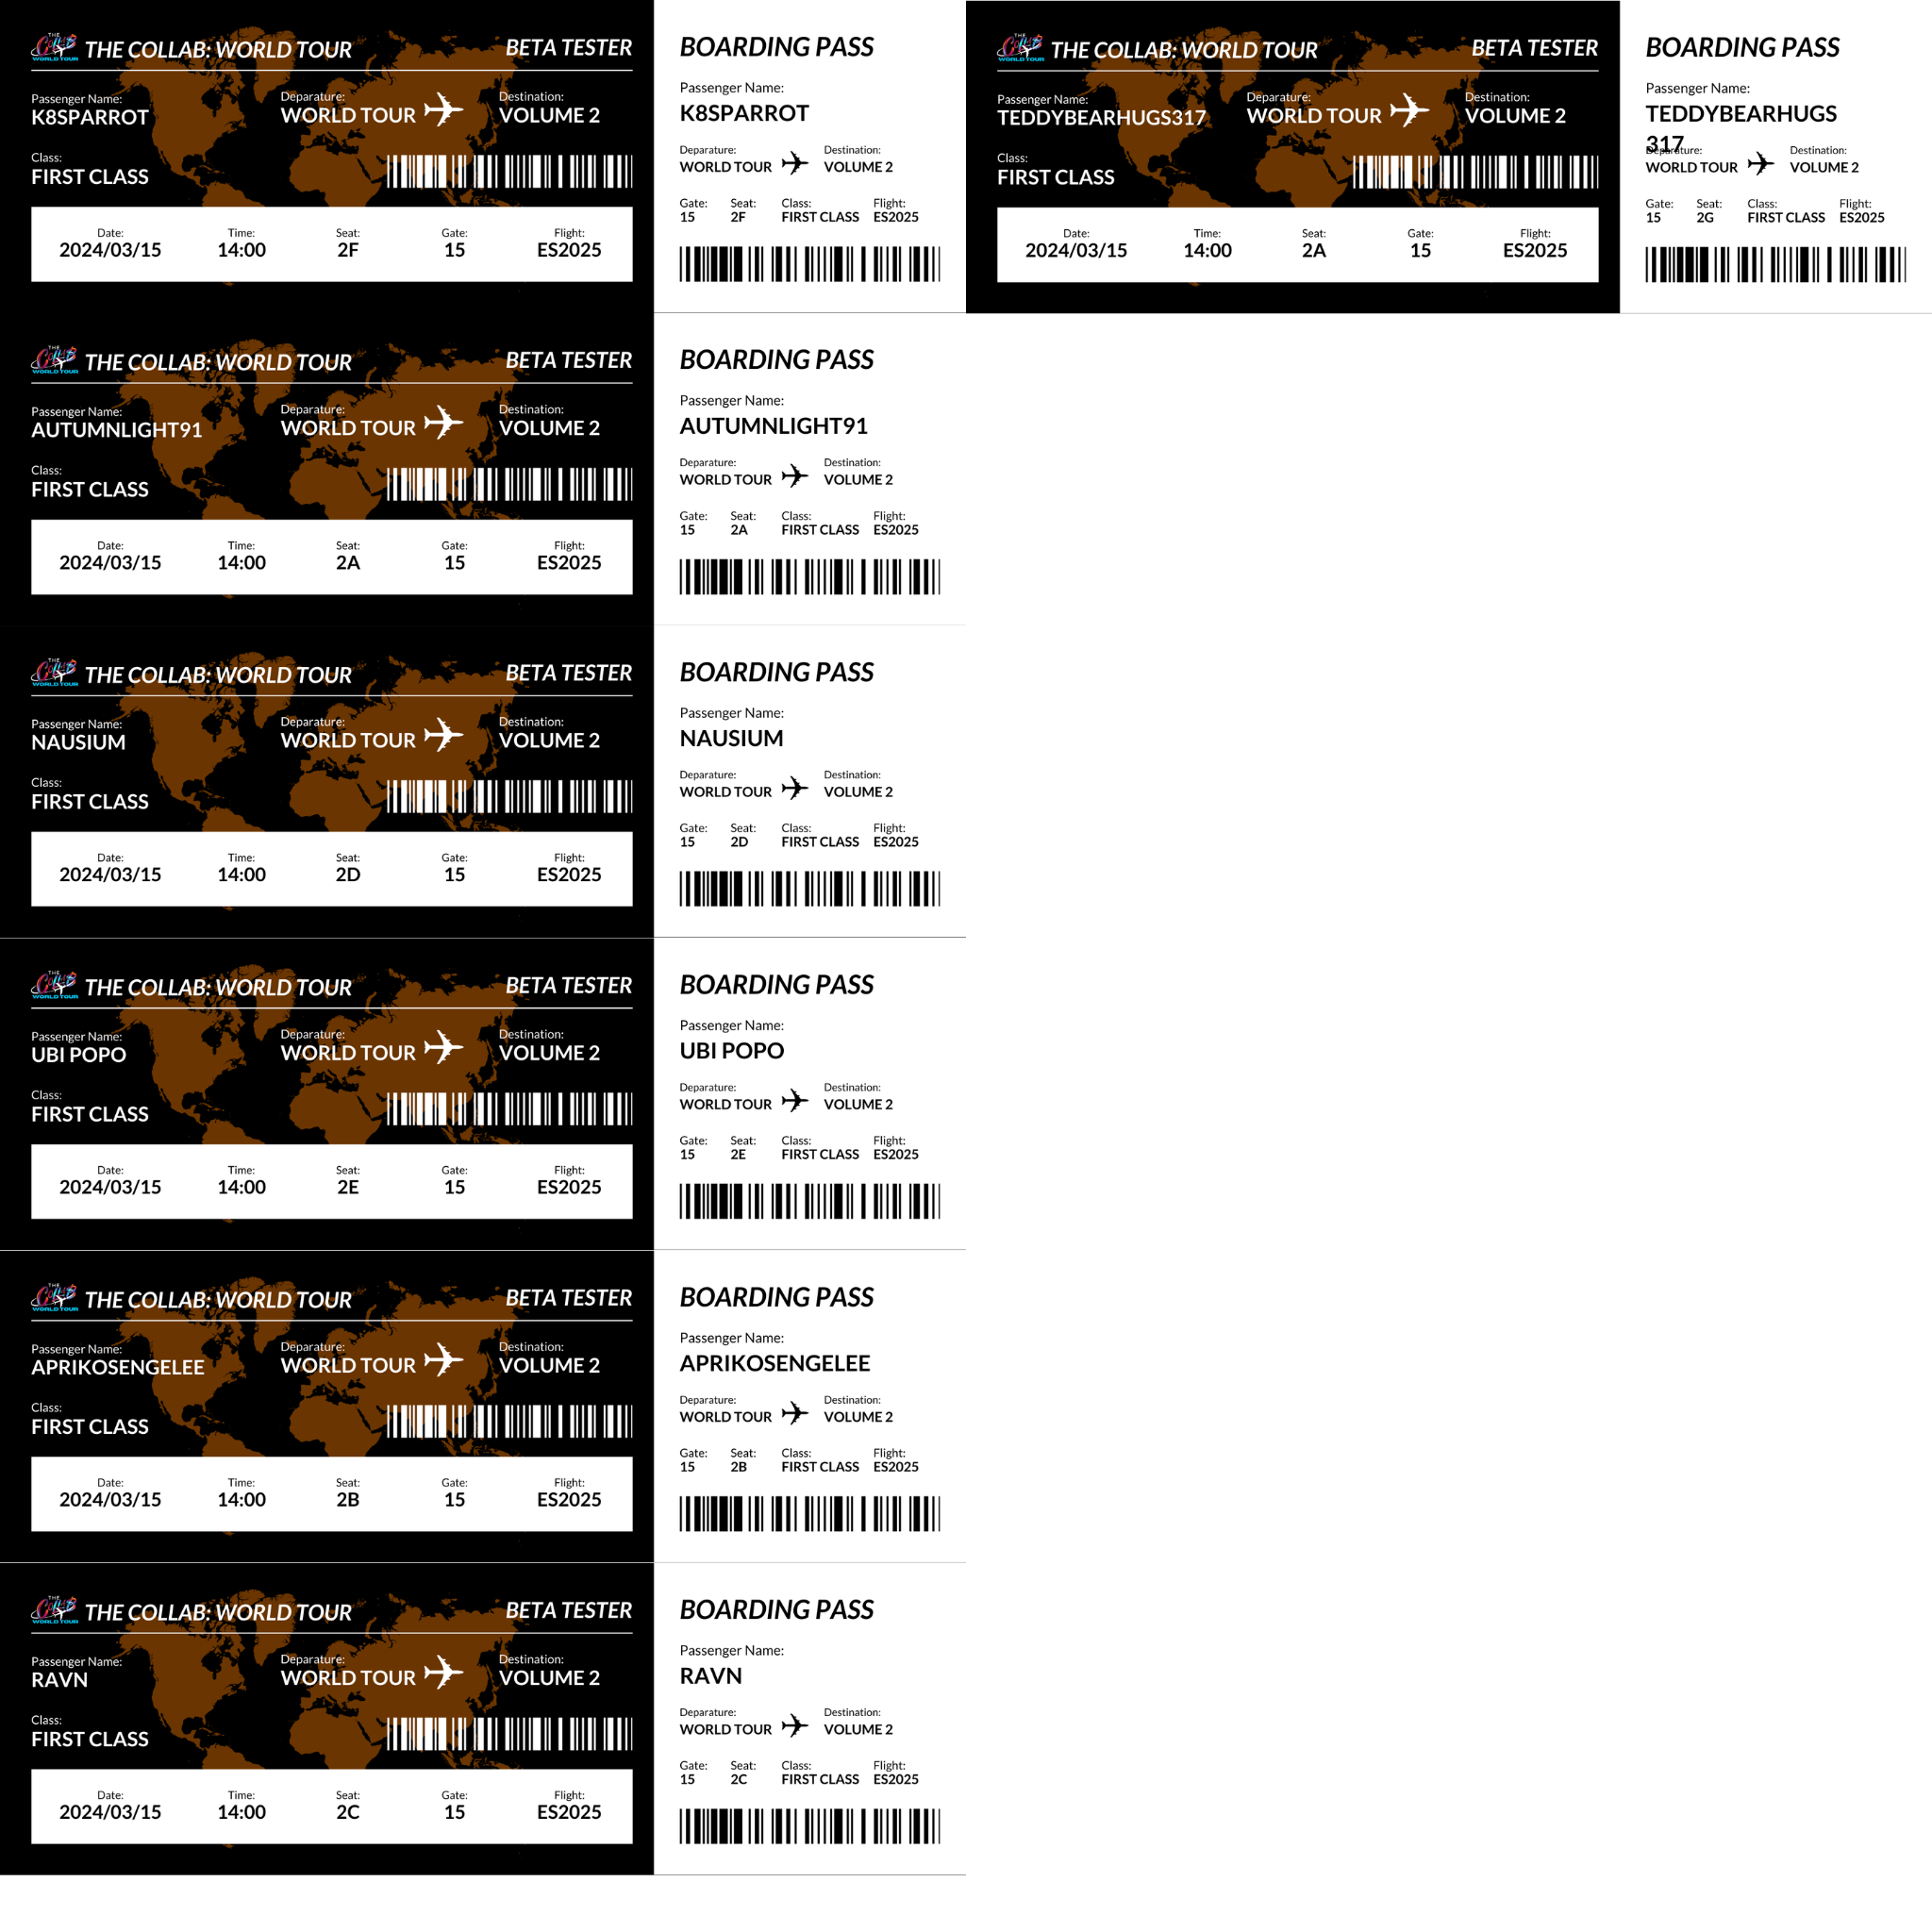 THE COLLAB: WORLD TOUR
BETA TESTER
Passenger Name:
K8SPARROT
Deparature:
WORLD TOUR
Destination:
VOLUME 2
Class:
FIRST CLASS
Date: Time: Seat: Gate: Flight:
2024/03/15 14:00 2F 15 ES2025
BOARDING PASS
Passenger Name:
K8SPARROT
Deparature: Destination:
WORLD TOUR VOLUME 2
Gate: Seat: Class: Flight:
15 2F FIRST CLASS ES2025
THE COLLAB: WORLD TOUR
BETA TESTER
Passenger Name:
TEDDYBEARHUGS317
Deparature:
WORLD TOUR
Destination:
VOLUME 2
Class:
FIRST CLASS
Date: Time: Seat: Gate: Flight:
2024/03/15 14:00 2A 15 ES2025
BOARDING PASS
Passenger Name:
TEDDYBEARHUGS
317
Deparature: Destination:
WORLD TOUR VOLUME 2
Gate: Seat: Class: Flight:
15 2G FIRST CLASS ES2025
THE COLLAB: WORLD TOUR
BETA TESTER
Passenger Name:
AUTUMNLIGHT91
Deparature:
WORLD TOUR
Destination:
VOLUME 2
Class:
FIRST CLASS
Date: Time: Seat: Gate: Flight:
2024/03/15 14:00 2A 15 ES2025
BOARDING PASS
Passenger Name:
AUTUMNLIGHT91
Deparature: Destination:
WORLD TOUR VOLUME 2
Gate: Seat: Class: Flight:
15 2A FIRST CLASS ES2025
THE COLLAB: WORLD TOUR
BETA TESTER
Passenger Name:
NAUSIUM
Deparature:
WORLD TOUR
Destination:
VOLUME 2
Class:
FIRST CLASS
Date: Time: Seat: Gate: Flight:
2024/03/15 14:00 2D 15 ES2025
BOARDING PASS
Passenger Name:
NAUSIUM
Deparature: Destination:
WORLD TOUR VOLUME 2
Gate: Seat: Class: Flight:
15 2D FIRST CLASS ES2025
THE COLLAB: WORLD TOUR
BETA TESTER
Passenger Name:
UBI POPO
Deparature:
WORLD TOUR
Destination:
VOLUME 2
Class:
FIRST CLASS
Date: Time: Seat: Gate: Flight:
2024/03/15 14:00 2E 15 ES2025
BOARDING PASS
Passenger Name:
UBI POPO
Deparature: Destination:
WORLD TOUR VOLUME 2
Gate: Seat: Class: Flight:
15 2E FIRST CLASS ES2025
THE COLLAB: WORLD TOUR
BETA TESTER
Passenger Name:
APRIKOSENGELEE
Deparature:
WORLD TOUR
Destination:
VOLUME 2
Class:
FIRST CLASS
Date: Time: Seat: Gate: Flight:
2024/03/15 14:00 2B 15 ES2025
BOARDING PASS
Passenger Name:
APRIKOSENGELEE
Deparature: Destination:
WORLD TOUR VOLUME 2
Gate: Seat: Class: Flight:
15 2B FIRST CLASS ES2025
THE COLLAB: WORLD TOUR
BETA TESTER
Passenger Name:
RAVN
Deparature:
WORLD TOUR
Destination:
VOLUME 2
Class:
FIRST CLASS
Date: Time: Seat: Gate: Flight:
2024/03/15 14:00 2C 15 ES2025
BOARDING PASS
Passenger Name:
RAVN
Deparature: Destination:
WORLD TOUR VOLUME 2
Gate: Seat: Class: Flight:
15 2C FIRST CLASS ES2025